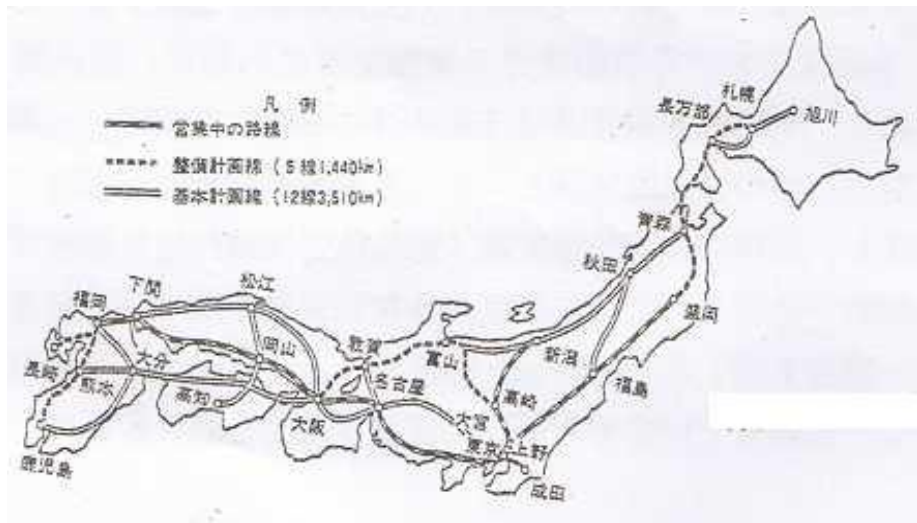 凡例
営業中の路線
整備計画線(5線1,440km)
基本計画線(12線3,510km)
札幌
長万部
旭川
青森
秋田
盛岡
松江
下関
福岡
敦賀
岡山
富山
新潟
大分
名古屋
福島
長崎
熊本
高知
高崎
大宮
大阪
東京
上野
鹿児島
成田